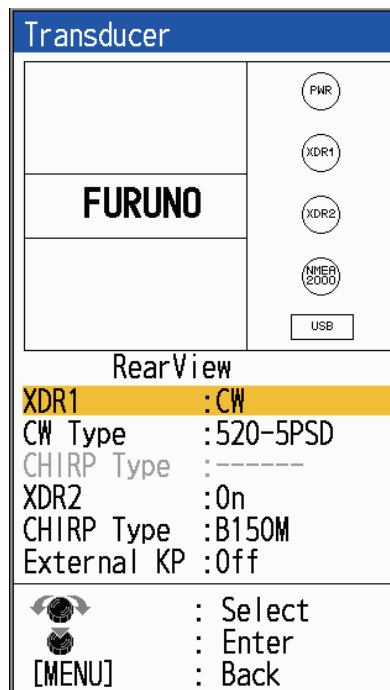 Transducer
PWR
XDR1
FURUNO
XDR2
NMEA
2000
USB
RearView
XDR1 :CW
CW Type :520-5PSD
CHIRP Type :------
XDR2 :On
CHIRP Type :B150M
External KP :Off
: Select
: Enter
[MENU] : Back